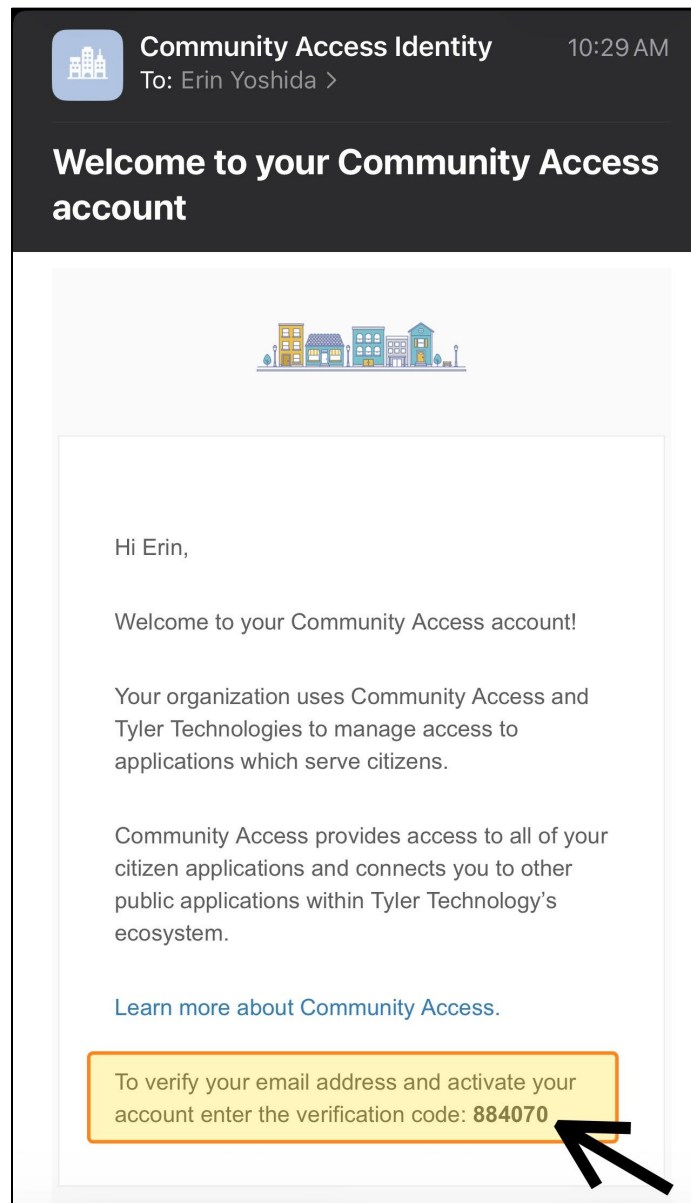 Community Access Identity 10:29 AM
To: Erin Yoshida >
Welcome to your Community Access
account
Hi Erin,
Welcome to your Community Access account!
Your organization uses Community Access and
Tyler Technologies to manage access to
applications which serve citizens.
Community Access provides access to all of your
citizen applications and connects you to other
public applications within Tyler Technology’s
ecosystem.
Learn more about Community Access.
To verify your email address and activate your
account enter the verification code: 884070